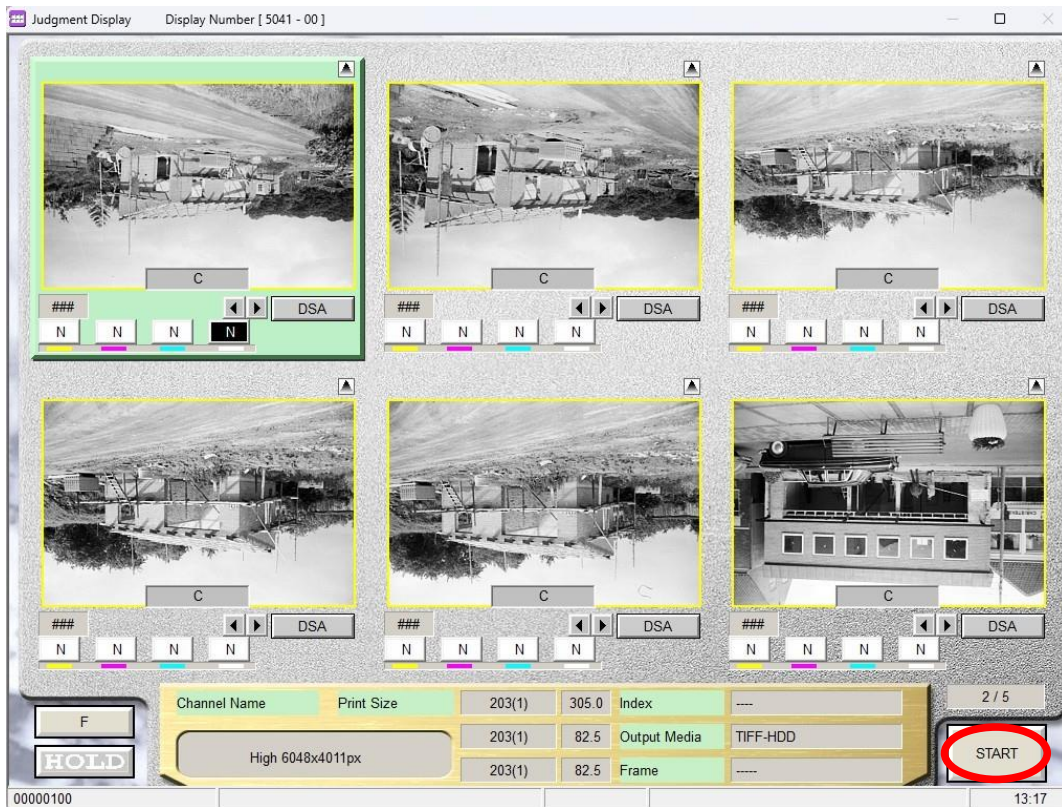 Judgment Display Display Number [ 5041 - 00 ]
C
C
C
### DSA
### DSA
### DSA
N N N N
N N N N
N N N N
C
C
C
### DSA
### DSA
### DSA
N N N N
N N N N
N N N N
Channel Name Print Size 203(1) 305.0 Index ----
2 / 5
F
203(1) 82.5 Output Media TIFF-HDD
High 6048x4011px
START
HOLD
203(1) 82.5 Frame -----
00000100 13:17